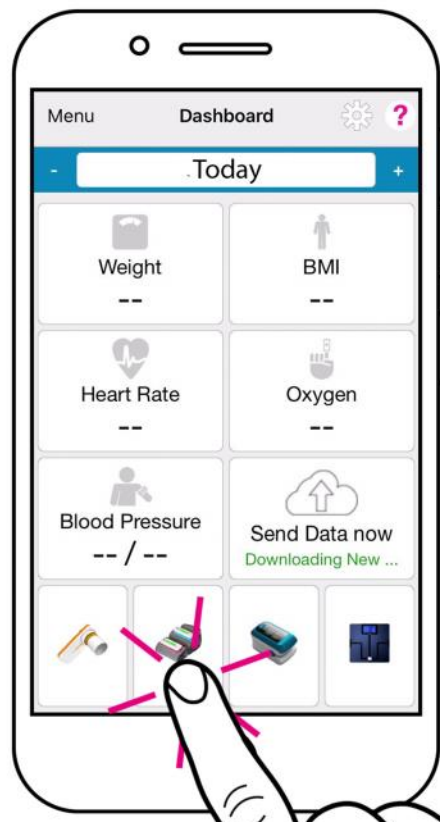 Menu Dashboard ?
- .Today +
Weight BMI
-- --
Heart Rate Oxygen
-- --
Blood Pressure Send Data now
-- / -- Downloading New ...